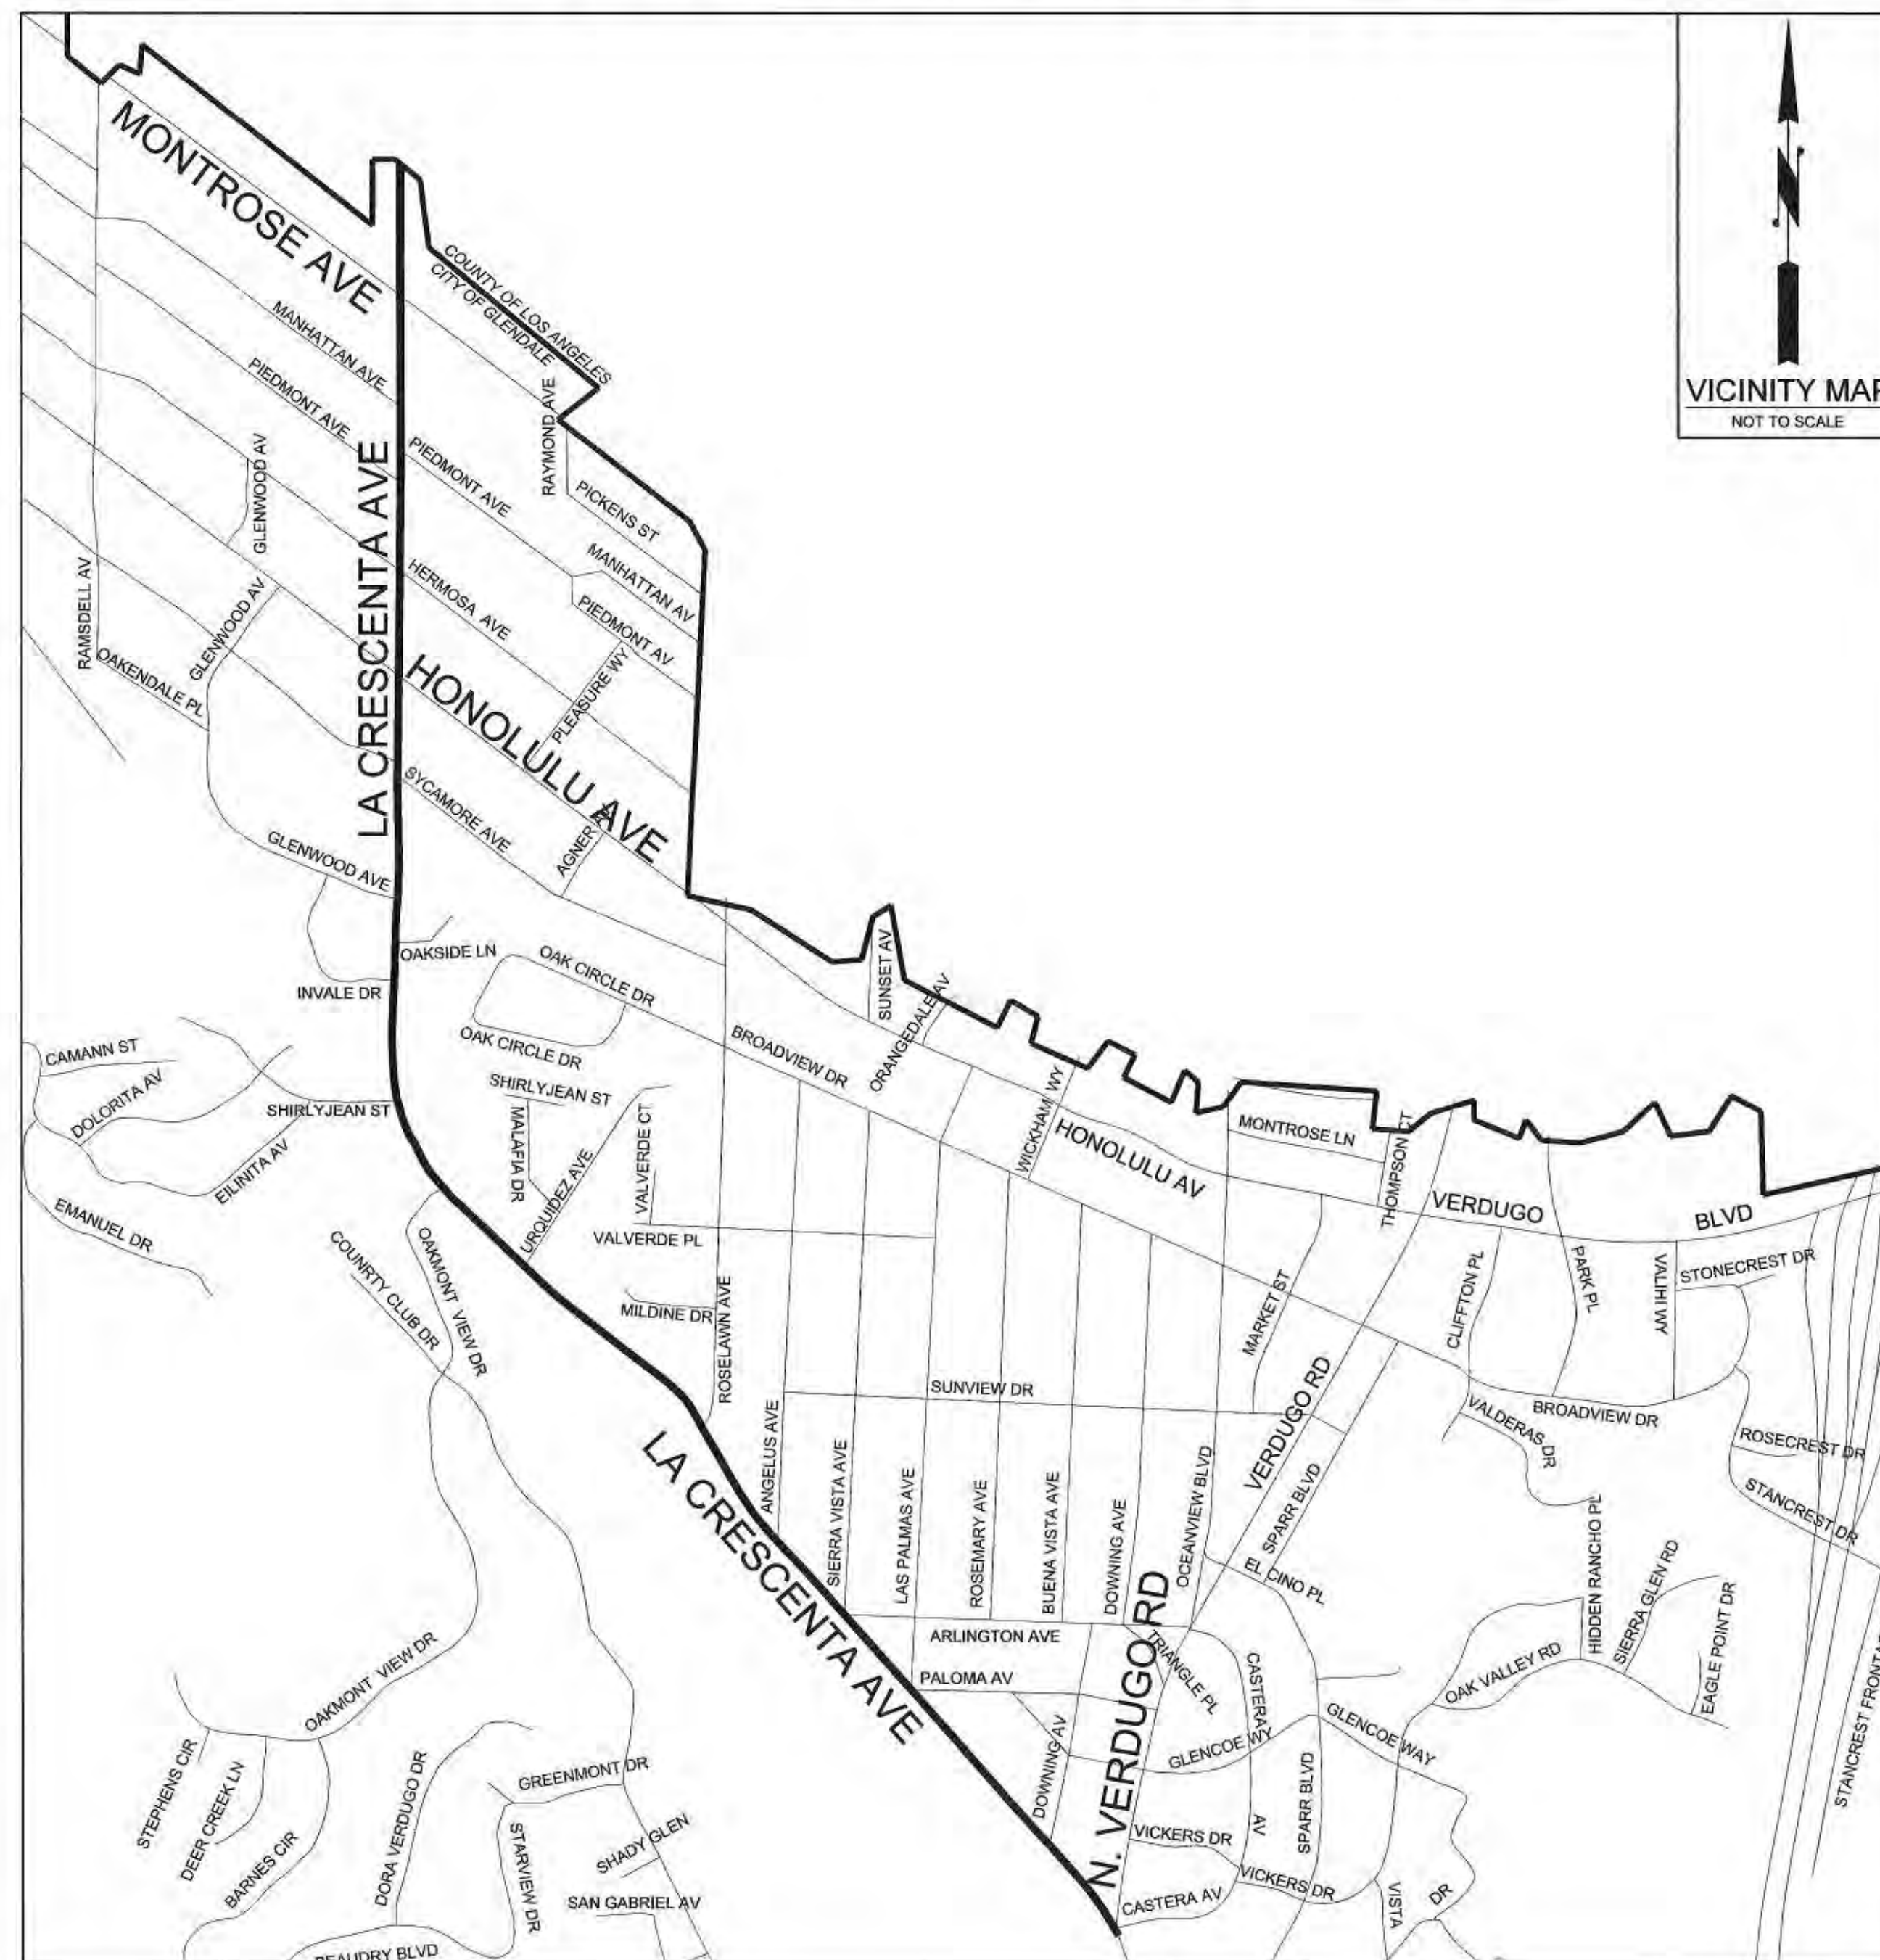 MONTROSE AVE
COUNTY OF LOS ANGELES
CITY OF GLENDALE
VICINITY MAP
NOT TO SCALE
N
MANHATTAN AVE
PIEDMONT AVE
RAYMOND AVE
GLENWOOD AV
LA CRESCENTA AVE
PIEDMONT AVE
PICKENS ST
MANHATTAN AV
PIEDMONT AV
HERMOSA AVE
RAMSDELL AV
GLENWOOD AV
OAKENDALE PL
PLEASURE WY
HONOLULU AVE
SYCAMORE AVE
AGNER
GLENWOOD AVE
OAKSIDE LN
OAK CIRCLE DR
INVALE DR
OAK CIRCLE DR
SUNSET AV
ORANGEDALE AV
BROADVIEW DR
CAMANN ST
DOLORITA AV
SHIRLYJEAN ST
EILINITA AV
EMANUEL DR
SHIRLYJEAN ST
MALAFIA DR
URQUIDEZ AVE
VALVERDE CT
VALVERDE PL
WICKHAM WY
HONOLULU AV
MONTROSE LN
THOMPSON CT
VERDUGO
BLVD
COUNRTY CLUB DR
OAKMONT VIEW DR
MILDINE DR
ROSELAWN AVE
MARKET ST
CLIFFTON PL
PARK PL
VALIHI WY
STONECREST DR
SUNVIEW DR
VERDUGO RD
VALDERAS DR
BROADVIEW DR
ROSECREST DR
STANCREST DR
LA CRESCENTA AVE
ANGELUS AVE
SIERRA VISTA AVE
LAS PALMAS AVE
ROSEMARY AVE
BUENA VISTA AVE
DOWNING AVE
OCEANVIEW BLVD
SPARR BLVD
EL CINO PL
HIDDEN RANCHO PL
SIERRA GLEN RD
EAGLE POINT DR
ARLINGTON AVE
PALOMA AV
N. VERDUGO RD
TRIANGLE PL
CASTERA
AV
OAK VALLEY RD
OAKMONT VIEW DR
GLENCOE WY
GLENCOE WAY
STANCREST FRONTA
STEPHENS CIR
DEER CREEK LN
BARNES CIR
DORA VERDUGO DR
GREENMONT DR
STARVIEW DR
SHADY GLEN
SAN GABRIEL AV
DOWNING AV
VICKERS DR
SPARR BLVD
VICKERS DR
CASTERA AV
VISTA
DR
BEAUDRY BLVD